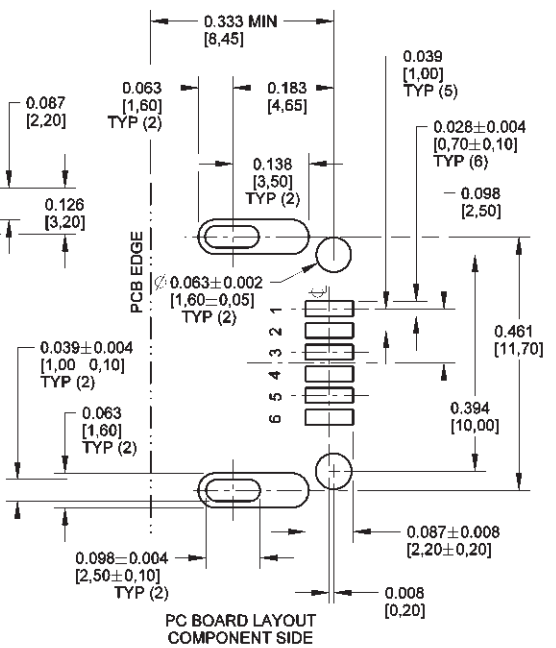 0.333 MIN
[8,45]
0.039
[1,00]
TYP (5)
0.063
[1,60]
TYP (2)
0.183
[4,65]
0.087
[2,20]
0.028±0.004
[0,70±0,10]
TYP (6)
0.138
[3,50]
TYP (2)
0.098
[2,50]
0.126
[3,20]
PCB EDGE
Ø 0.063±0.002
[1,60±0,05]
TYP (2)
1
2
3
4
5
6
0.461
[11,70]
0.039±0.004
[1,00 0,10]
TYP (2)
0.394
[10,00]
0.063
[1,60]
TYP (2)
0.087±0.008
[2,20±0,20]
0.098±0.004
[2,50±0,10]
TYP (2)
0.008
[0,20]
PC BOARD LAYOUT
COMPONENT SIDE